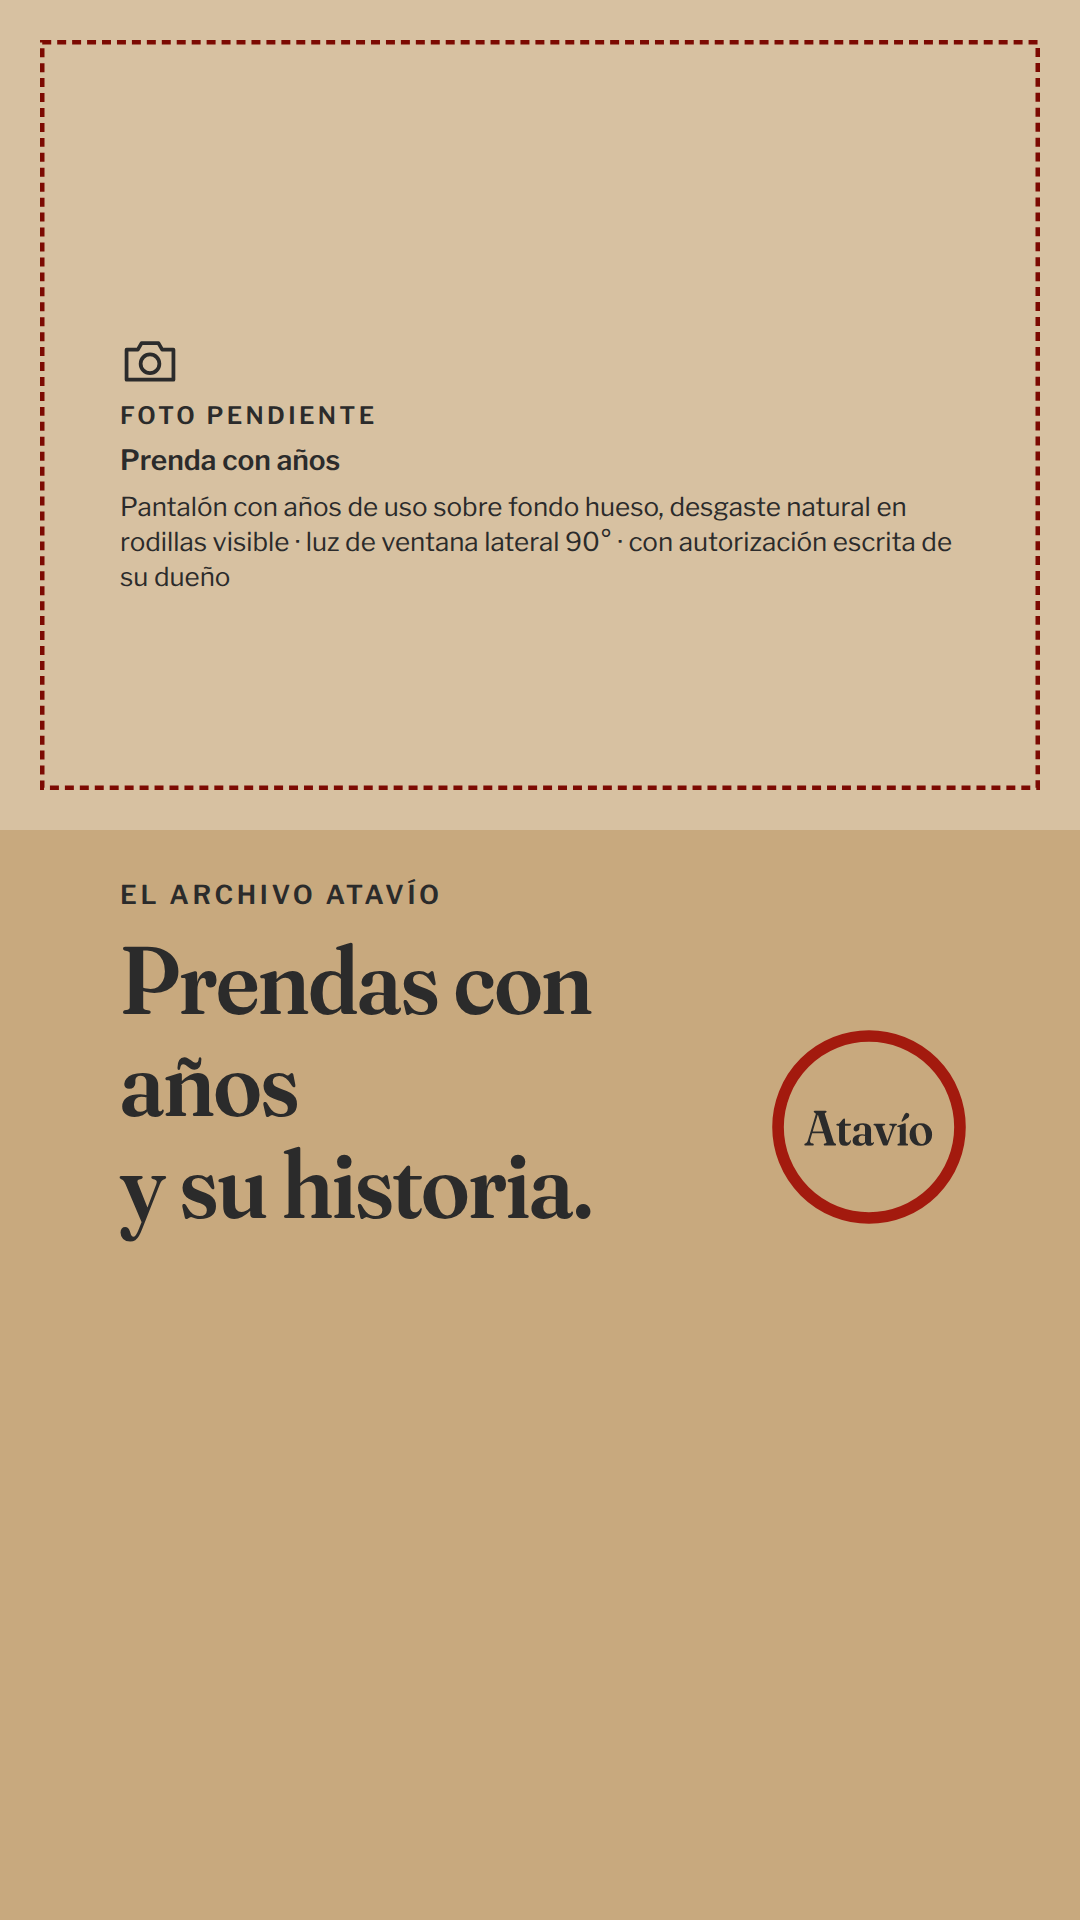 FOTO PENDIENTE
Prenda con años
Pantalón con años de uso sobre fondo hueso, desgaste natural en
rodillas visible · luz de ventana lateral 90° · con autorización escrita de
su dueño
EL ARCHIVO ATAVÍO
Prendas con
años
y su historia.
Atavío